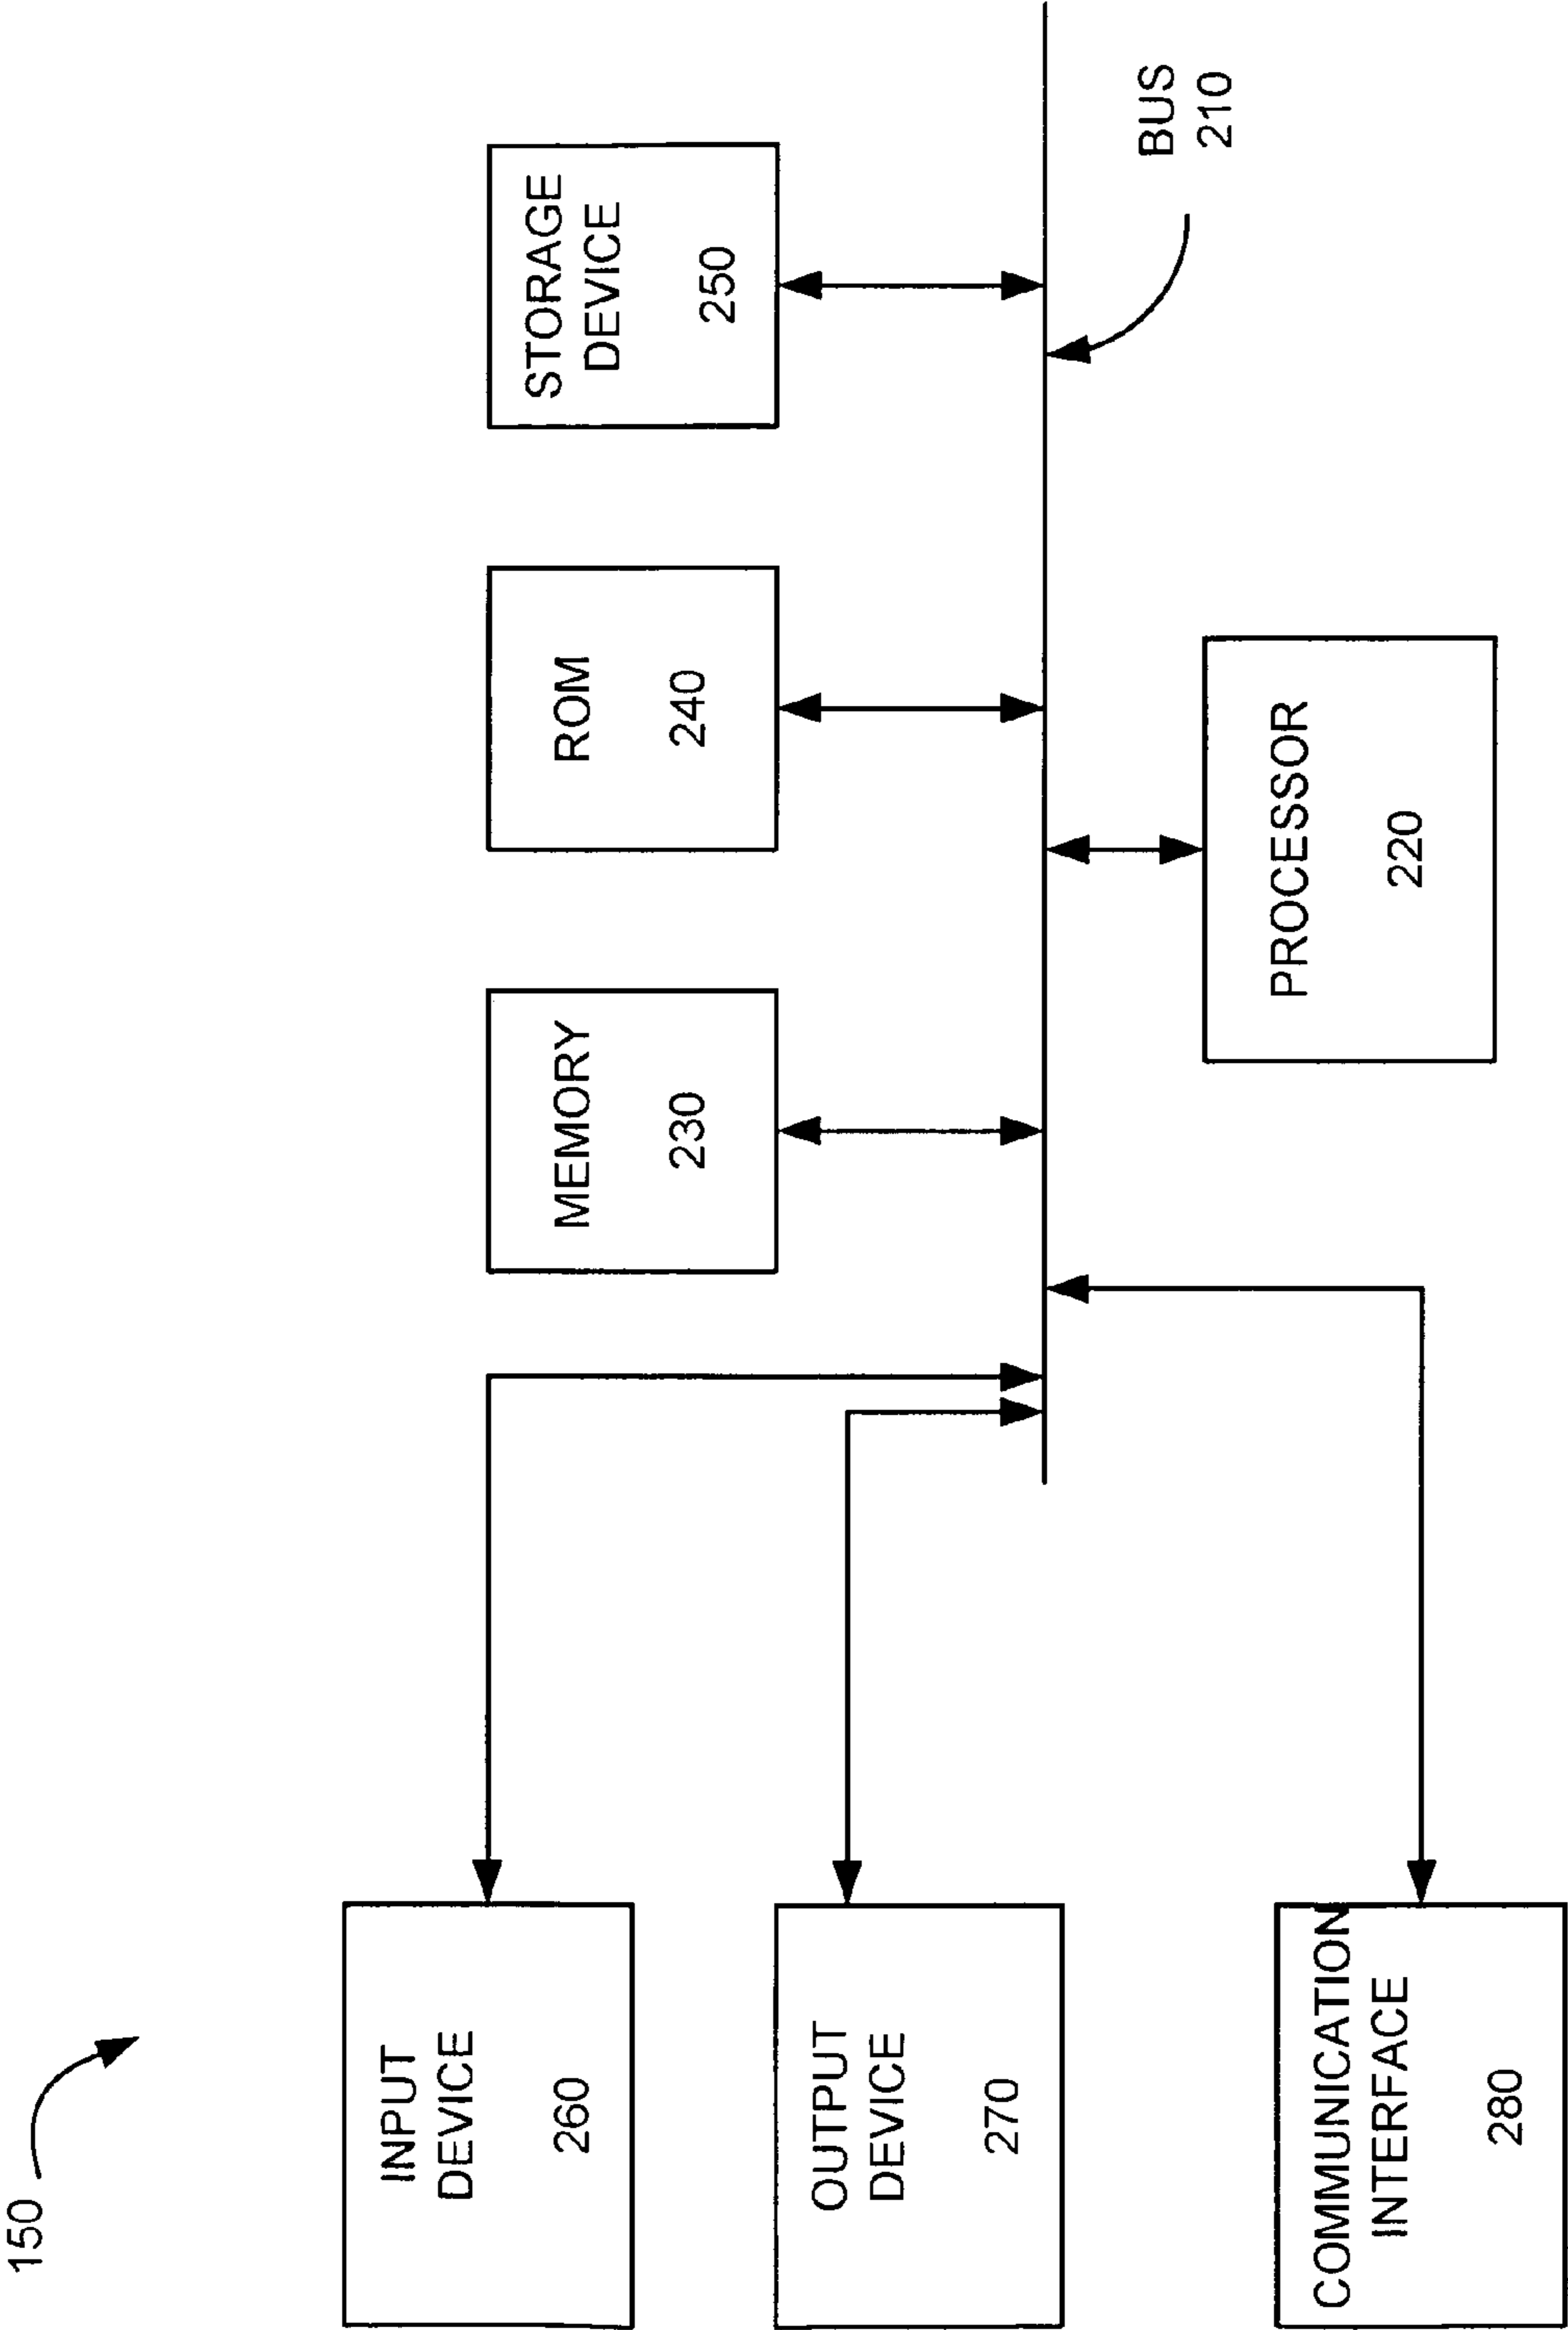 150
INPUT
DEVICE
260
OUTPUT
DEVICE
270
COMMUNICATION
INTERFACE
280
MEMORY
230
ROM
240
STORAGE
DEVICE
250
PROCESSOR
220
BUS
210